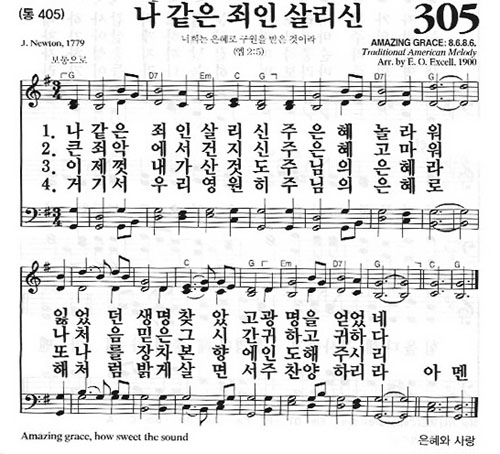 (통 405)
나 같은 죄인 살리신
305
J. Newton, 1779
너희는 은혜로 구원을 받은 것이라
(엡 2:5)
AMAZING GRACE: 8.6.8.6.
Traditional American Melody
Arr. by E. O. Excell, 1900
보통으로
G D7 G Em C G Em D7
1. 나 같은 죄인살리신주은혜 놀라워
2. 큰죄악 에서건지신주은혜 고마워
3. 이제껏 내가산것도주님의 은혜라
4. 거기서 우리영원히주님의 은혜로
G C G Em D7 G C G
잃었던 생명찾았고광명을얻었네
나처음 믿은그시간귀하고귀하다
또나를장차본향에인도해주시리
해처럼밝게살면서주찬양하리라 아멘
Amazing grace, how sweet the sound
은혜와 사랑